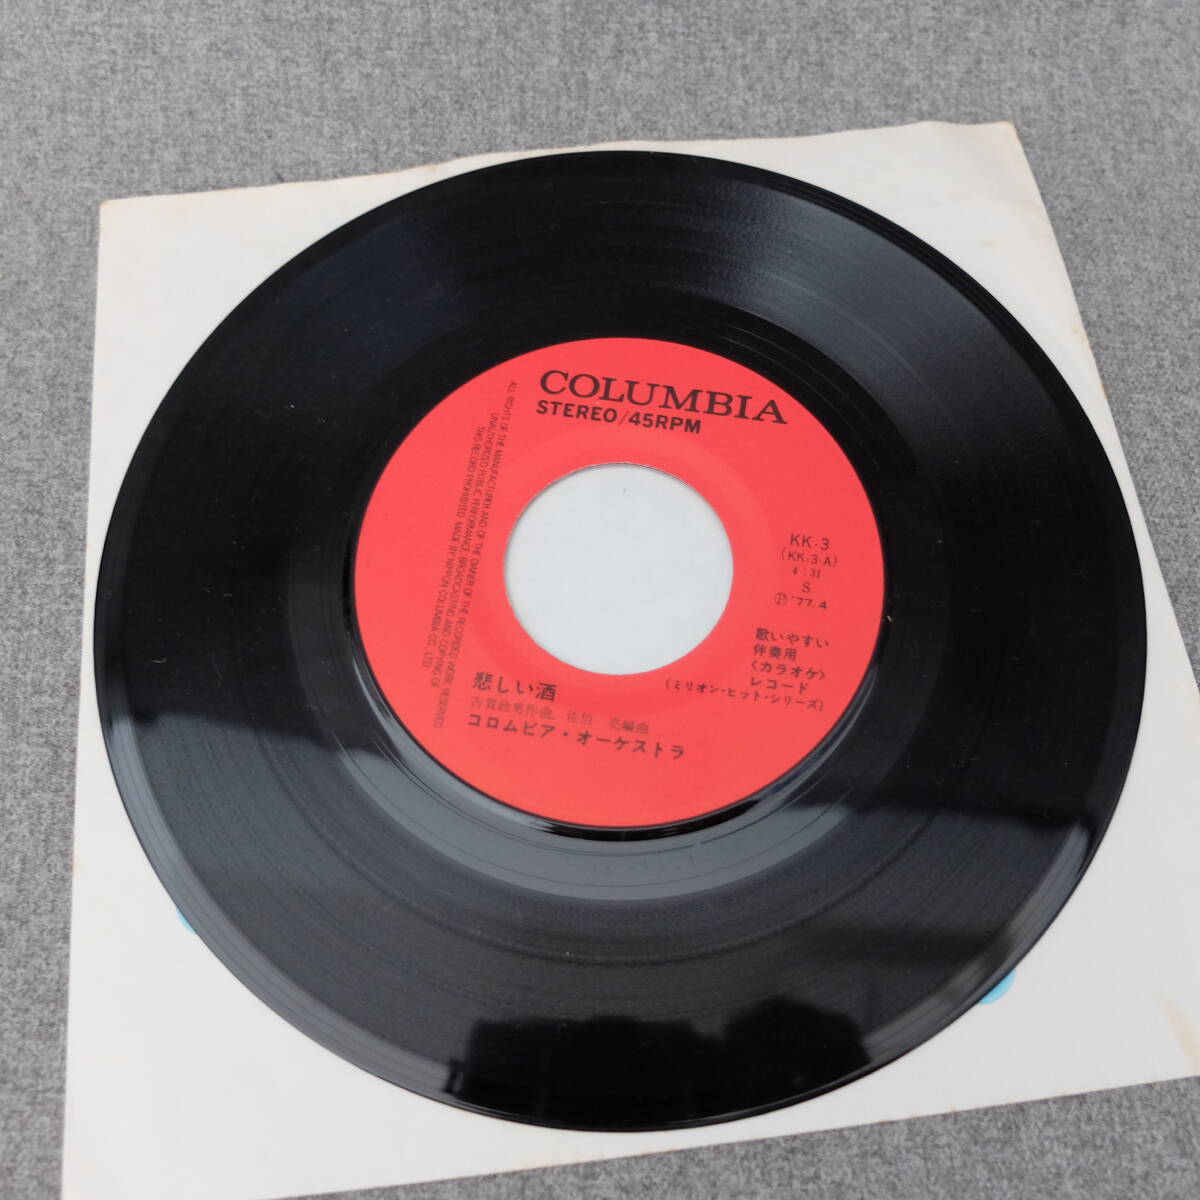 COLUMBIA
STEREO/45RPM
ALL RIGHTS OF THE MANUFACTURER AND OF THE OWNER OF THE RECORDED WORK RESERVED
UNAUTHORIZED PUBLIC PERFORMANCE, BROADCASTING AND COPYING OF
THIS RECORD PROHIBITED. MADE BY NIPPON COLUMBIA CO., LTD
KK-3
(KK-3-A)
4:31
S
Ⓟ'77.4
歌いやすい
伴奏用
〈カラオケ〉
レコード
(ミリオン・ヒット・シリーズ)
悲しい酒
古賀政男作曲、佐伯 亮編曲
コロムビア・オーケストラ